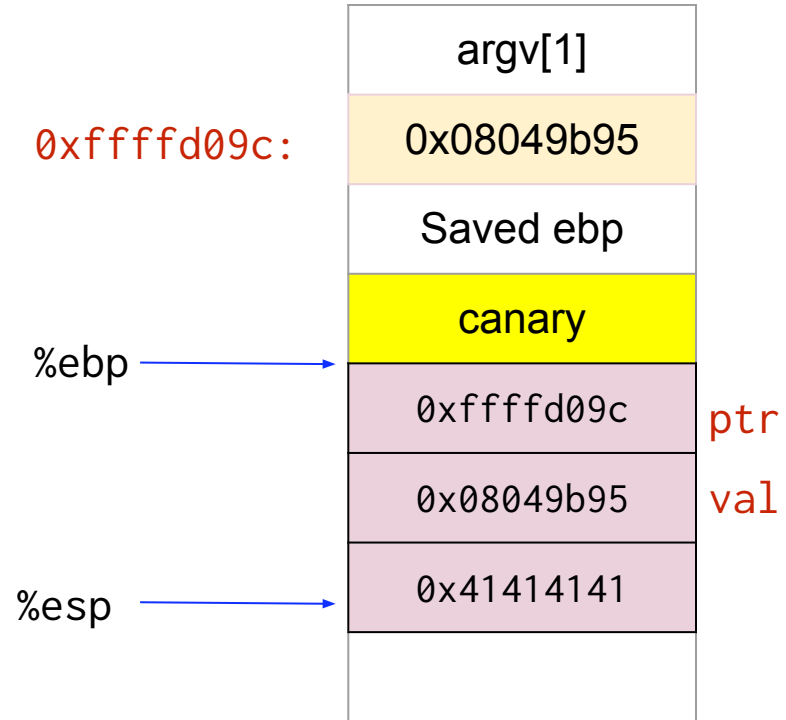 argv[1]
0xffffd09c: 0x08049b95
Saved ebp
canary
%ebp
0xffffd09c ptr
0x08049b95 val
%esp 0x41414141